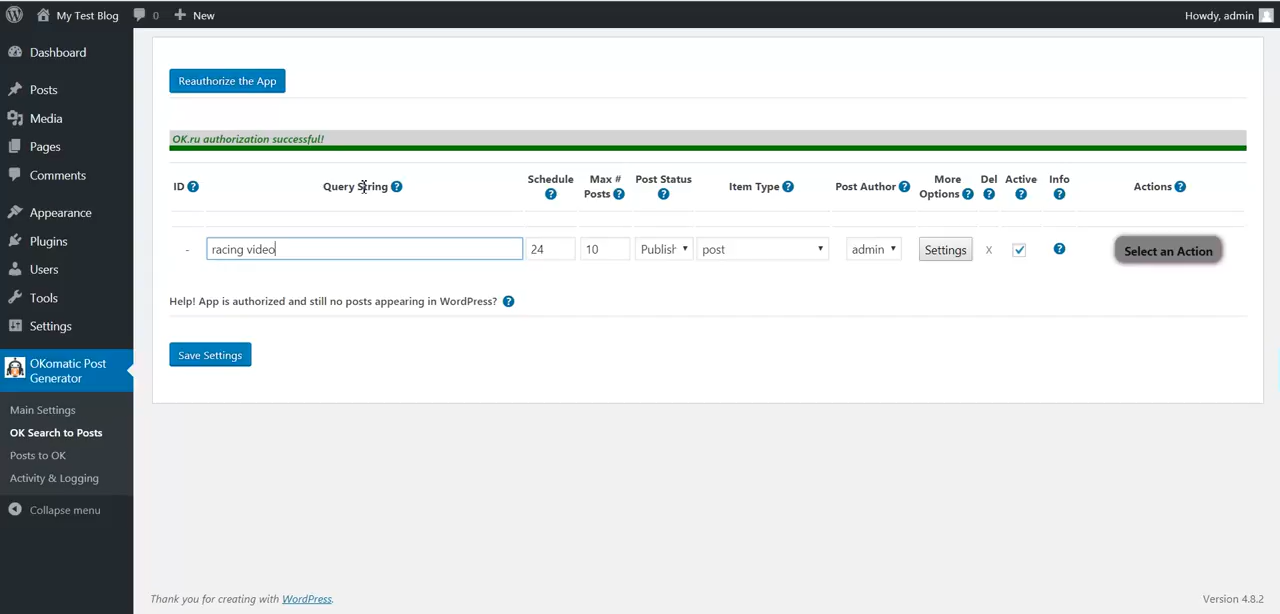 My Test Blog 0 New Howdy, admin
Dashboard
Posts
Media
Pages
Comments
Appearance
Plugins
Users
Tools
Settings
OKomatic Post
Generator
Main Settings
OK Search to Posts
Posts to OK
Activity & Logging
Collapse menu
Reauthorize the App
OK.ru authorization successful!
ID ? Query String ? Schedule ? Max # Posts ? Post Status ? Item Type ? Post Author ? More Options ? Del ? Active ? Info ? Actions ?
- racing video 24 10 Publish post admin Settings X ? Select an Action
Help! App is authorized and still no posts appearing in WordPress? ?
Save Settings
Thank you for creating with WordPress. Version 4.8.2